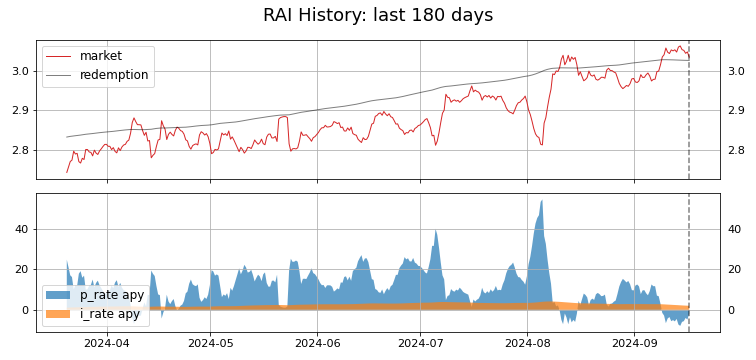 RAI History: last 180 days
market
redemption
3.0 3.0
2.9 2.9
2.8 2.8
40 40
20 20
0 0
p_rate apy
i_rate apy
2024-04 2024-05 2024-06 2024-07 2024-08 2024-09